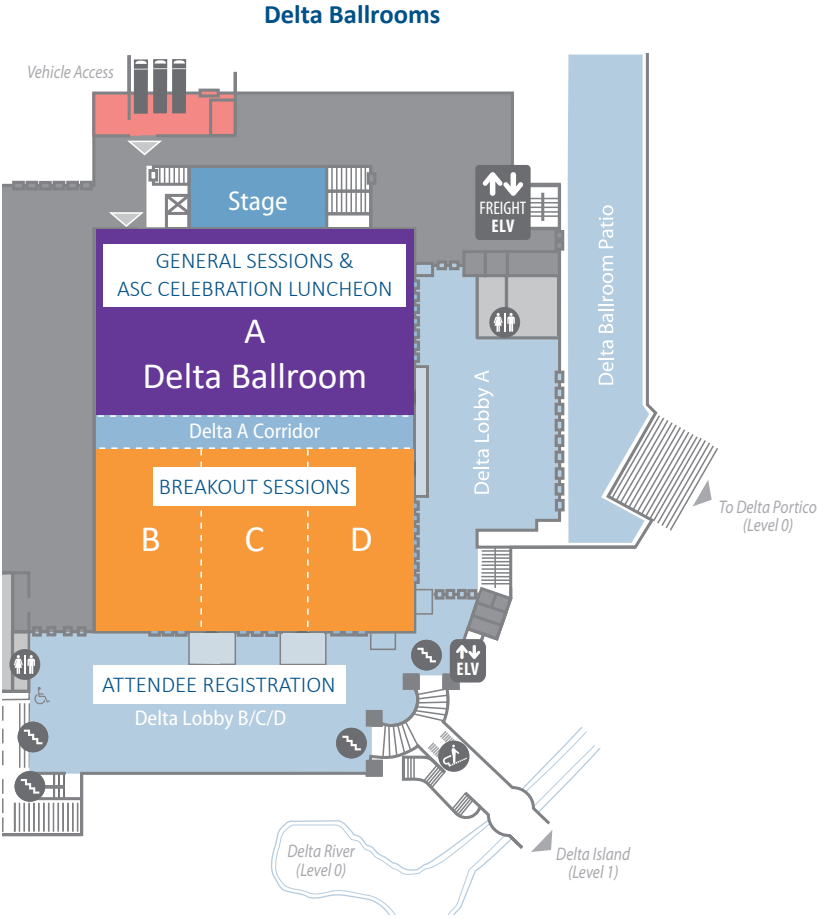 Delta Ballrooms
Vehicle Access
Stage
FREIGHT
ELV
GENERAL SESSIONS &
ASC CELEBRATION LUNCHEON
A
Delta Ballroom
Delta A Corridor
BREAKOUT SESSIONS
B
C
D
Delta Lobby A
Delta Ballroom Patio
To Delta Portico
(Level 0)
ELV
ATTENDEE REGISTRATION
Delta Lobby B/C/D
Delta River
(Level 0)
Delta Island
(Level 1)